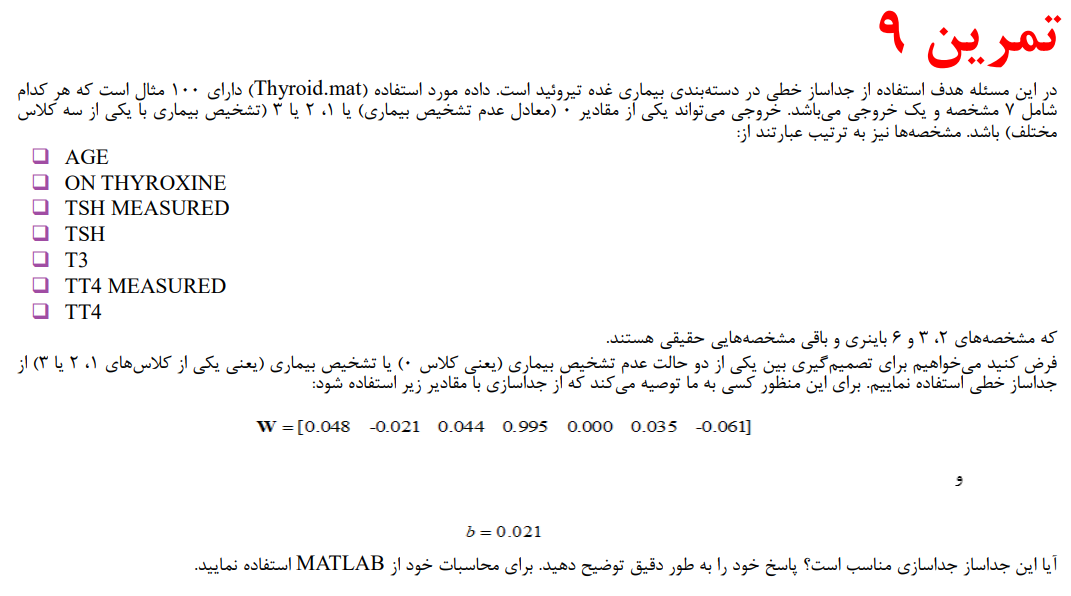 تمرین ۹
در این مسئله هدف استفاده از جداساز خطی در دسته‌بندی بیماری غده تیروئید است. داده مورد استفاده (Thyroid.mat) دارای ۱۰۰ مثال است که هر کدام
شامل ۷ مشخصه و یک خروجی می‌باشد. خروجی می‌تواند یکی از مقادیر ۰ (معادل عدم تشخیص بیماری) یا ۱، ۲ یا ۳ (تشخیص بیماری با یکی از سه کلاس
مختلف) باشد. مشخصه‌ها نیز به ترتیب عبارتند از:
AGE
ON THYROXINE
TSH MEASURED
TSH
T3
TT4 MEASURED
TT4
که مشخصه‌های ۲، ۳ و ۶ باینری و باقی مشخصه‌هایی حقیقی هستند.
فرض کنید می‌خواهیم برای تصمیم‌گیری بین یکی از دو حالت عدم تشخیص بیماری (یعنی کلاس ۰) یا تشخیص بیماری (یعنی یکی از کلاس‌های ۱، ۲ یا ۳) از
جداساز خطی استفاده نماییم. برای این منظور کسی به ما توصیه می‌کند که از جداسازی با مقادیر زیر استفاده شود:
W = [0.048 -0.021 0.044 0.995 0.000 0.035 -0.061]
و
b = 0.021
آیا این جداساز جداسازی مناسب است؟ پاسخ خود را به طور دقیق توضیح دهید. برای محاسبات خود از MATLAB استفاده نمایید.